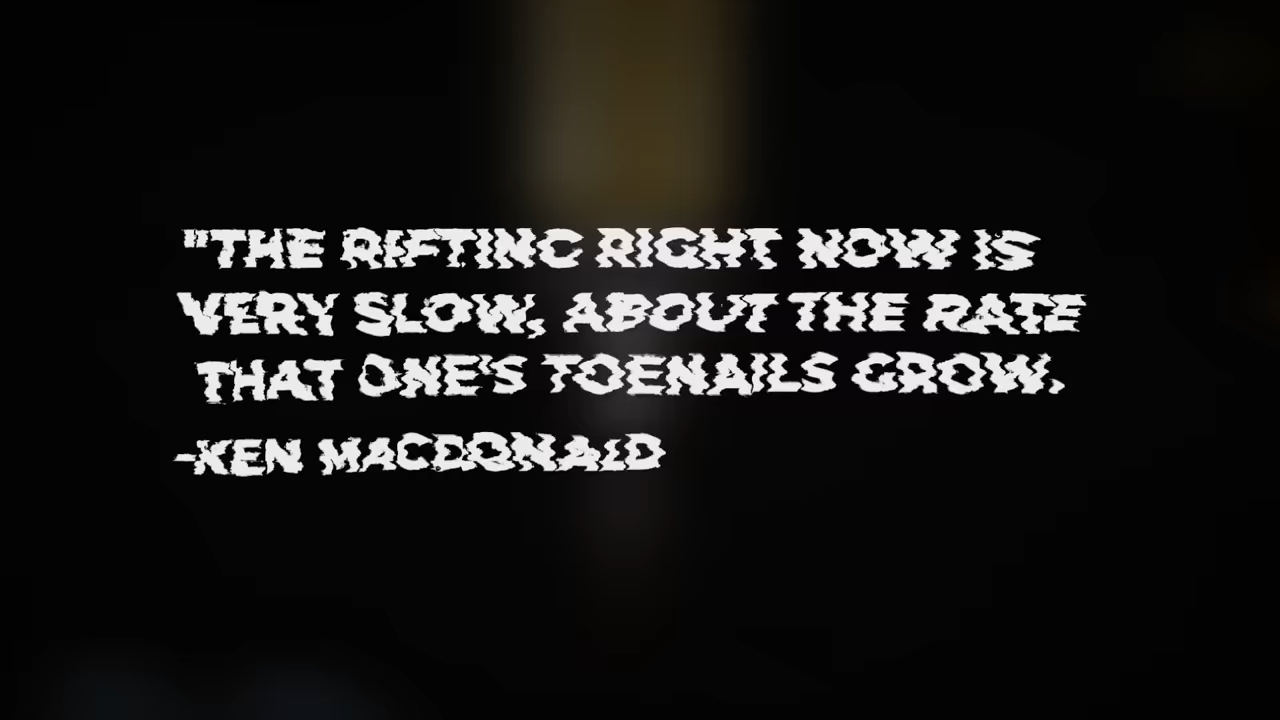 "THE RIFTING RIGHT NOW IS
VERY SLOW, ABOUT THE RATE
THAT ONE'S TOENAILS GROW.
-KEN MACDONALD